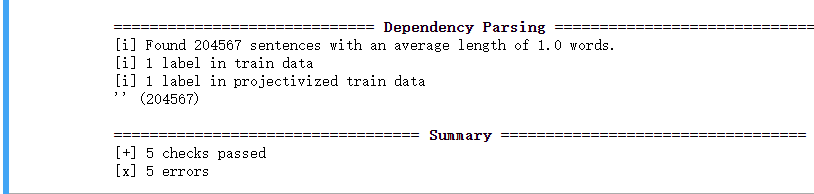 ============================= Dependency Parsing =============================
[i] Found 204567 sentences with an average length of 1.0 words.
[i] 1 label in train data
[i] 1 label in projectivized train data
'' (204567)
================================== Summary ==================================
[+] 5 checks passed
[x] 5 errors